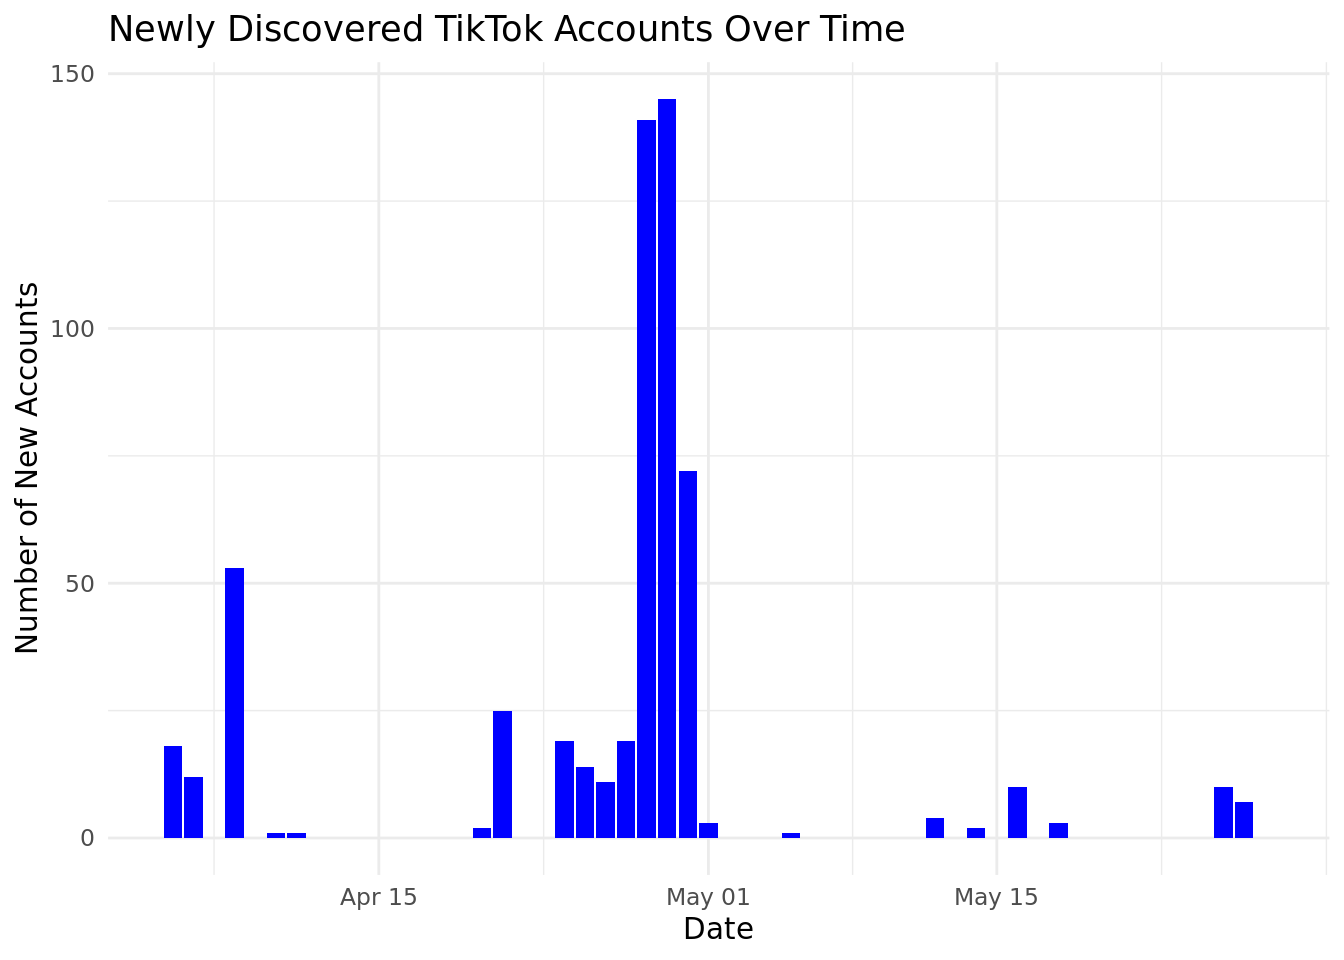 Newly Discovered TikTok Accounts Over Time
Number of New Accounts
150
100
50
0
Apr 15
May 01
May 15
Date